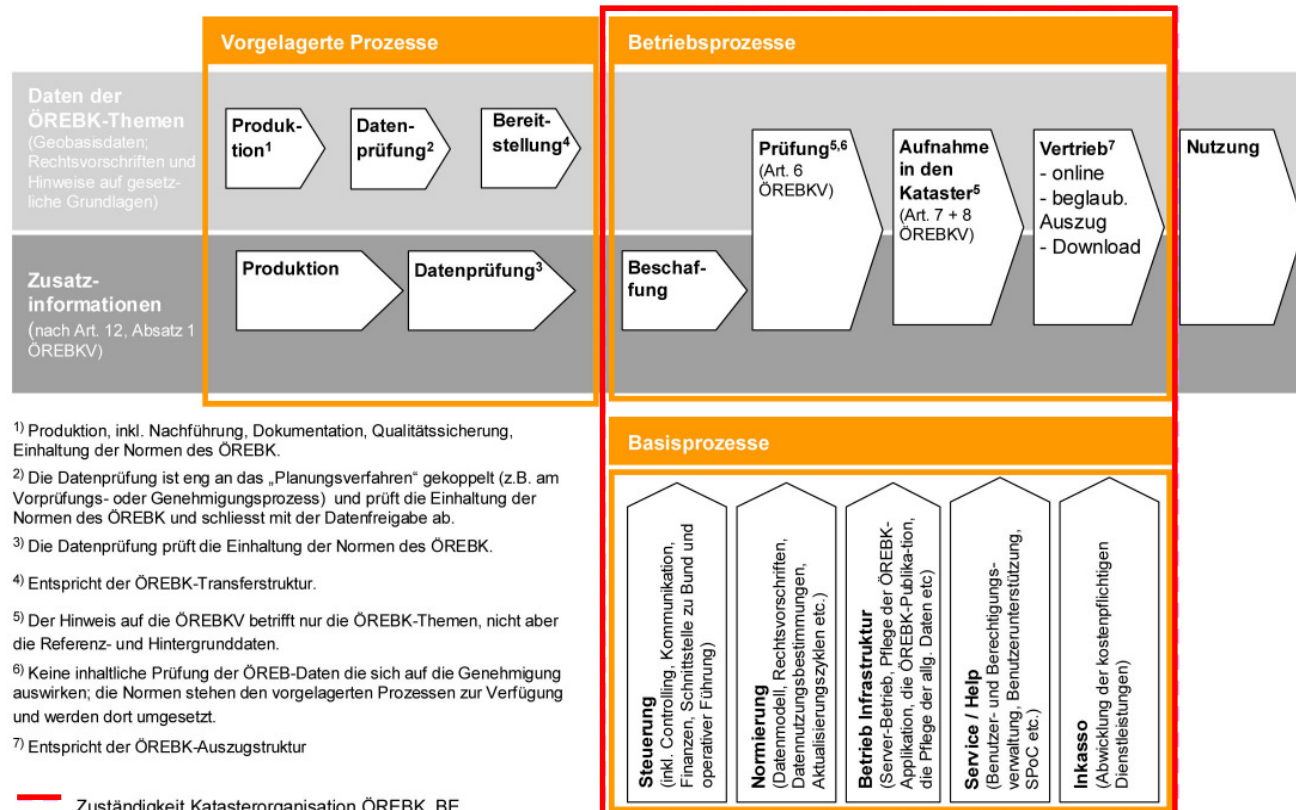 Vorgelagerte Prozesse
Betriebsprozesse
Daten der
ÖREBK-Themen
(Geobasisdaten;
Rechtsvorschriften und
Hinweise auf gesetz-
liche Grundlagen)
Produk-
tion¹
Daten-
prüfung²
Bereit-
stellung⁴
Prüfung⁵,⁶
(Art. 6
ÖREBKV)
Aufnahme
in den
Kataster⁵
(Art. 7 + 8
ÖREBKV)
Vertrieb⁷
- online
- beglaub.
Auszug
- Download
Nutzung
Zusatz-
informationen
(nach Art. 12, Absatz 1
ÖREBKV)
Produktion
Datenprüfung³
Beschaf-
fung
¹⁾ Produktion, inkl. Nachführung, Dokumentation, Qualitätssicherung,
Einhaltung der Normen des ÖREBK.
²⁾ Die Datenprüfung ist eng an das „Planungsverfahren“ gekoppelt (z.B. am
Vorprüfungs- oder Genehmigungsprozess) und prüft die Einhaltung der
Normen des ÖREBK und schliesst mit der Datenfreigabe ab.
³⁾ Die Datenprüfung prüft die Einhaltung der Normen des ÖREBK.
⁴⁾ Entspricht der ÖREBK-Transferstruktur.
⁵⁾ Der Hinweis auf die ÖREBKV betrifft nur die ÖREBK-Themen, nicht aber
die Referenz- und Hintergrunddaten.
⁶⁾ Keine inhaltliche Prüfung der ÖREB-Daten die sich auf die Genehmigung
auswirken; die Normen stehen den vorgelagerten Prozessen zur Verfügung
und werden dort umgesetzt.
⁷⁾ Entspricht der ÖREBK-Auszugstruktur
Zuständigkeit Katasterorganisation ÖREBK BE
Basisprozesse
Steuerung
(inkl. Controlling, Kommunikation,
Finanzen, Schnittstelle zu Bund und
operativer Führung)
Normierung
(Datenmodell, Rechtsvorschriften,
Datennutzungsbestimmungen,
Aktualisierungszyklen etc.)
Betrieb Infrastruktur
(Server-Betrieb, Pflege der ÖREBK-
Applikation, die ÖREBK-Publika-tion,
die Pflege der allg. Daten etc)
Service / Help
(Benutzer- und Berechtigungs-
verwaltung, Benutzerunterstützung,
SPoC etc.)
Inkasso
(Abwicklung der kostenpflichtigen
Dienstleistungen)